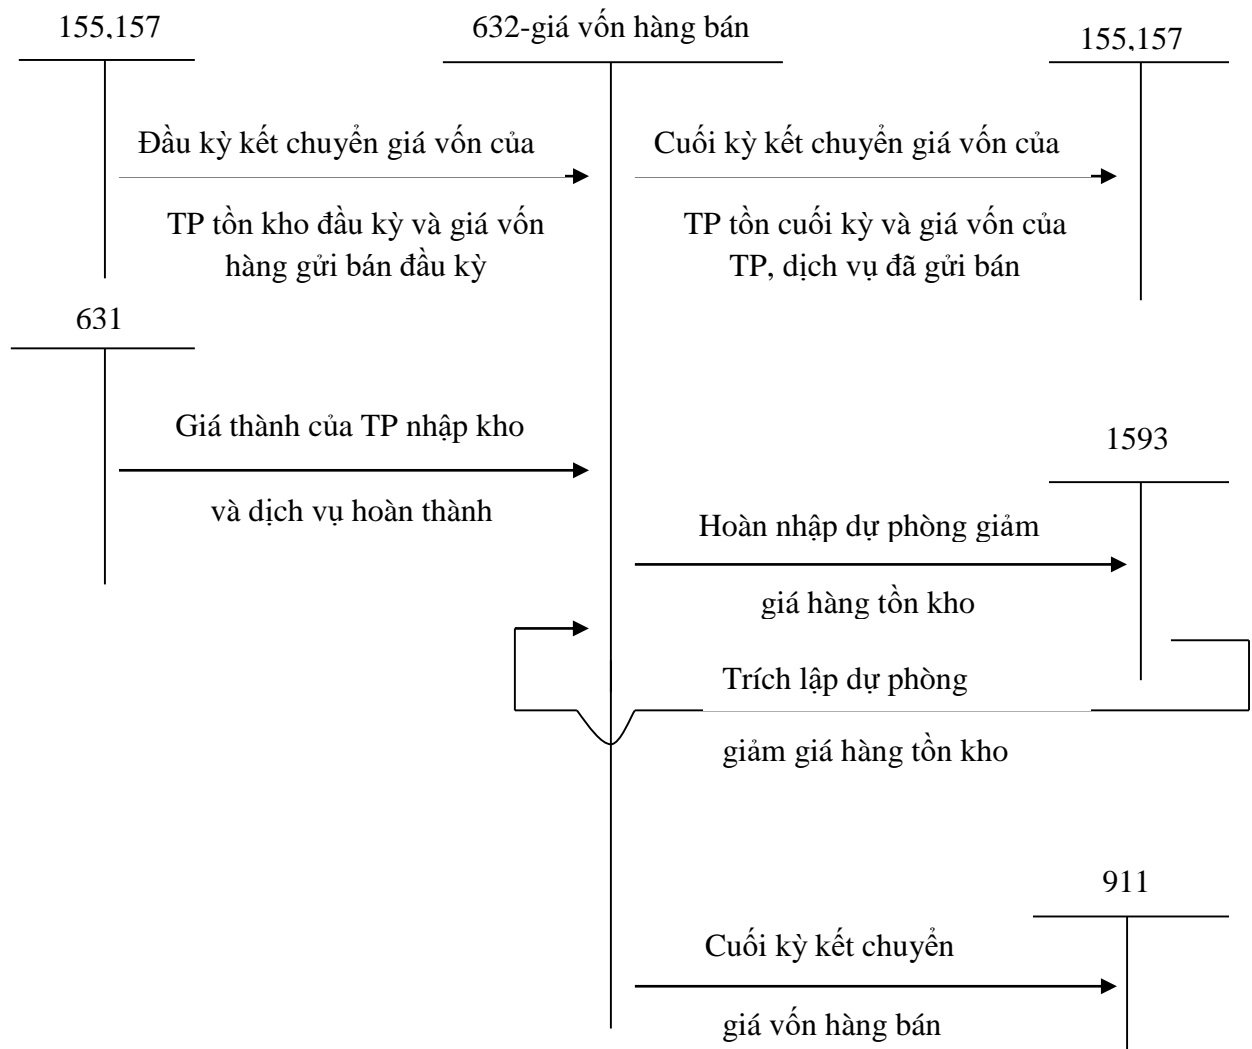 155,157
632-giá vốn hàng bán
155,157
Đầu kỳ kết chuyển giá vốn của
TP tồn kho đầu kỳ và giá vốn
hàng gửi bán đầu kỳ
Cuối kỳ kết chuyển giá vốn của
TP tồn cuối kỳ và giá vốn của
TP, dịch vụ đã gửi bán
631
Giá thành của TP nhập kho
và dịch vụ hoàn thành
1593
Hoàn nhập dự phòng giảm
giá hàng tồn kho
Trích lập dự phòng
giảm giá hàng tồn kho
911
Cuối kỳ kết chuyển
giá vốn hàng bán